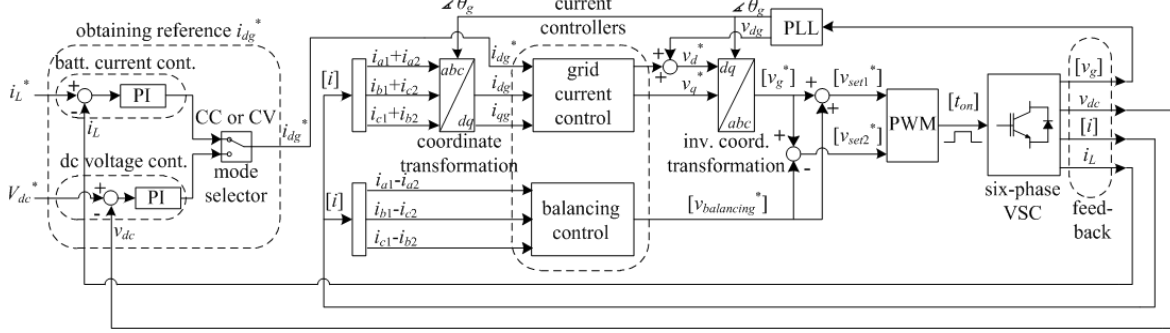 ∡θg
current
controllers
∡θg
vdg
PLL
obtaining reference idg*
batt. current cont.
iL*
+
-
PI
iL
CC or CV
idg*
mode
selector
dc voltage cont.
Vdc*
+
-
PI
vdc
[i]
ia1+ia2
ib1+ic2
ic1+ib2
abc
dq
coordinate
transformation
idg*
idg
iqg
grid
current
control
+
+
vd*
vq*
dq
abc
inv. coord.
transformation
[vg*]
+
+
[vset1*]
+
-
[vset2*]
PWM
[ton]
six-phase
VSC
[vg]
vdc
[i]
iL
feed-
back
[i]
ia1-ia2
ib1-ic2
ic1-ib2
balancing
control
[vbalancing*]